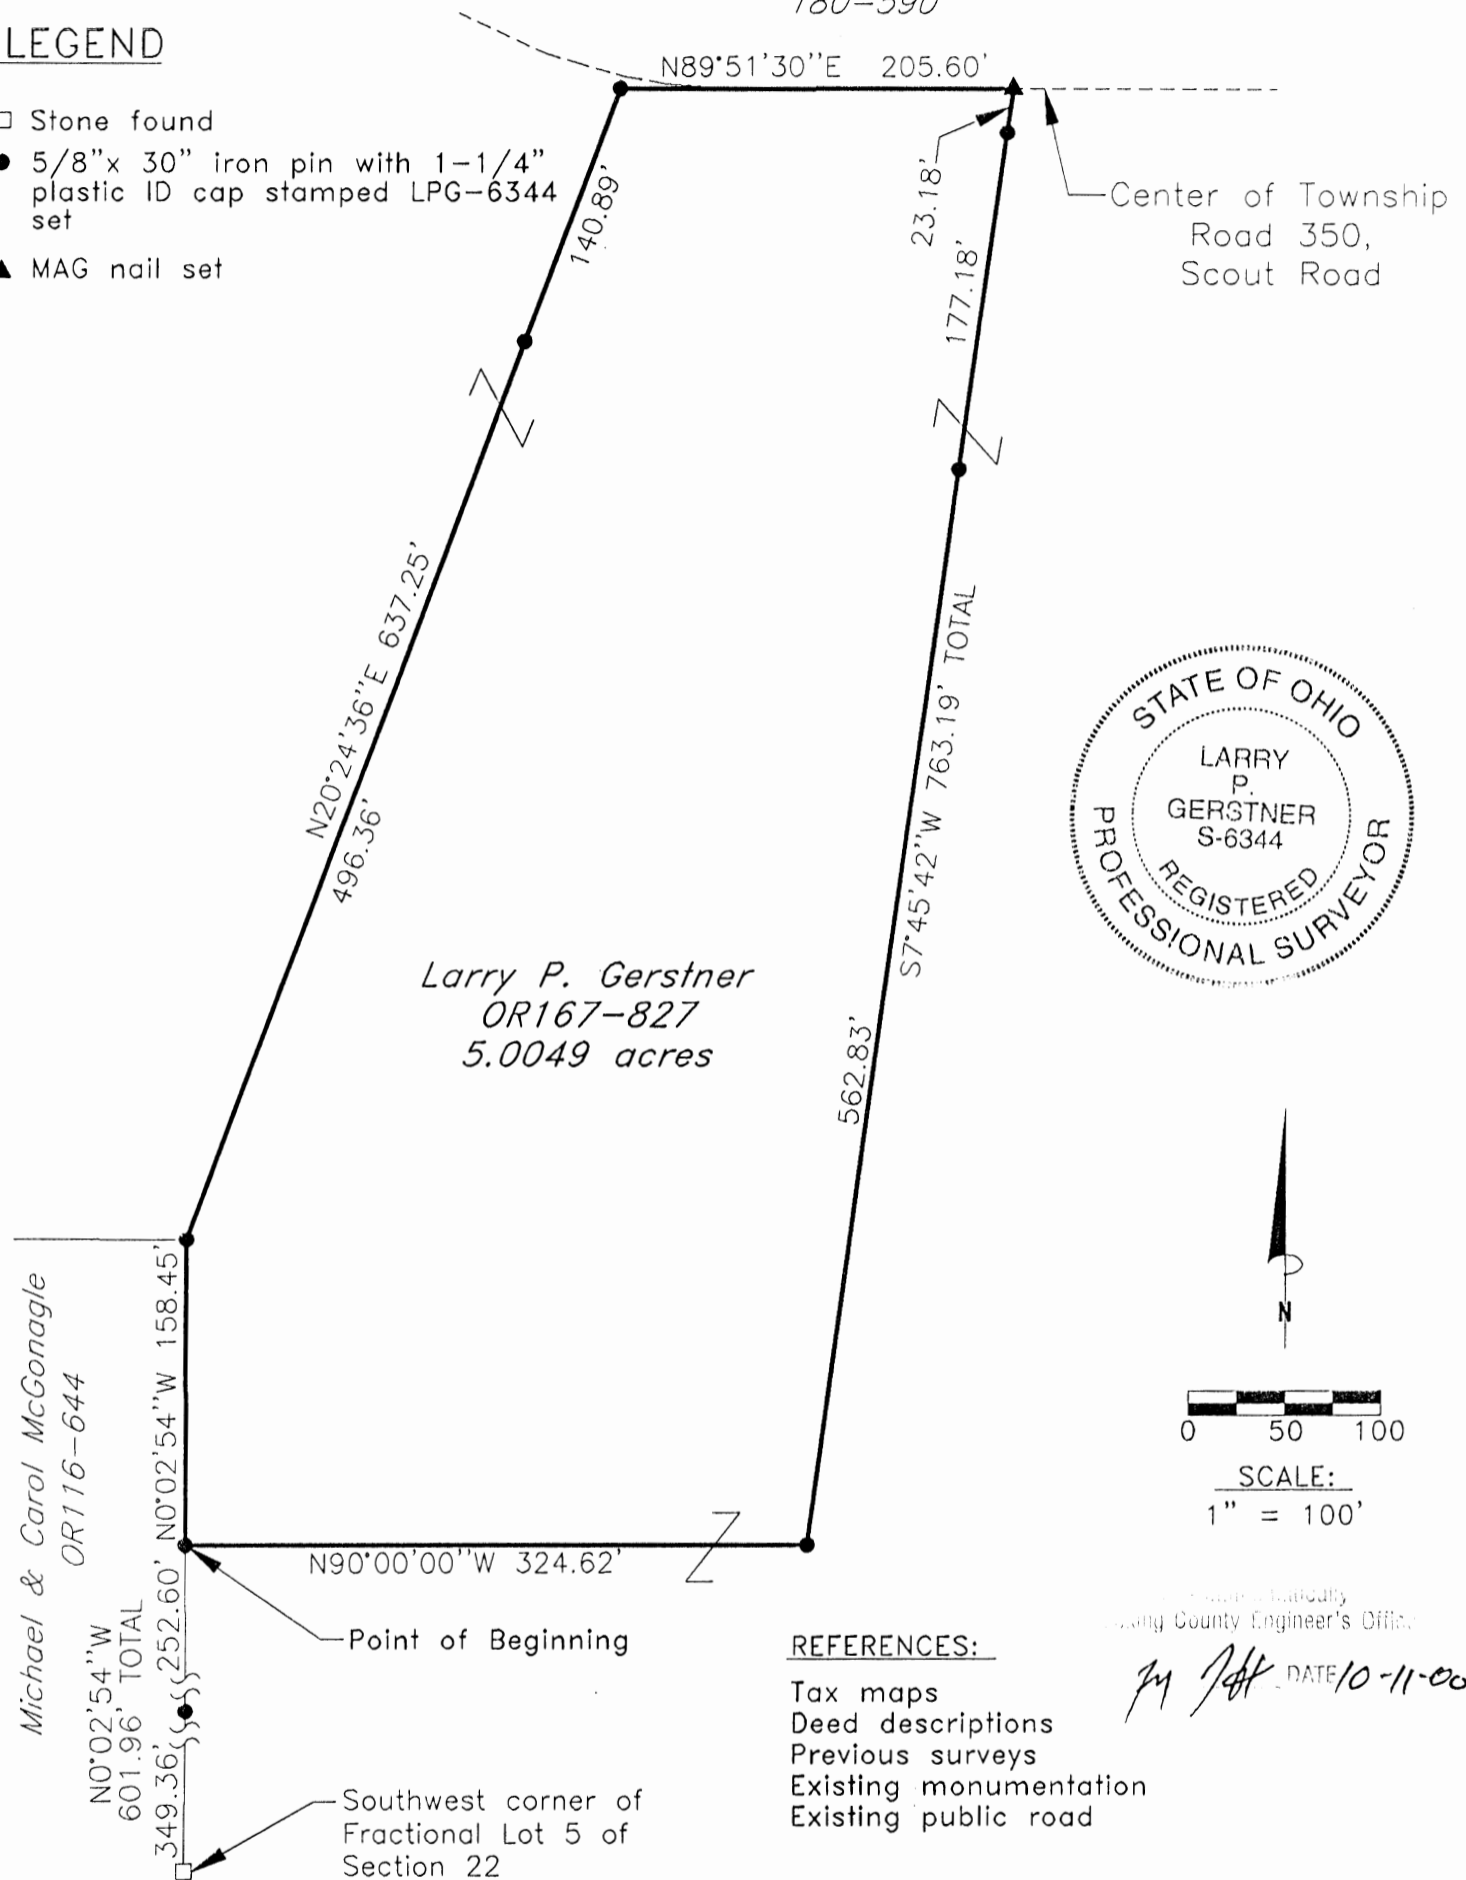 180-590
LEGEND
Stone found
5/8"x 30" iron pin with 1-1/4"
plastic ID cap stamped LPG-6344
set
MAG nail set
N89°51'30"E 205.60'
140.89'
23.18'
177.18'
Center of Township
Road 350,
Scout Road
N20°24'36"E 637.25'
496.36'
S7°45'42"W 763.19' TOTAL
562.83'
STATE OF OHIO
LARRY
P.
GERSTNER
S-6344
REGISTERED
PROFESSIONAL SURVEYOR
Larry P. Gerstner
OR167-827
5.0049 acres
Michael & Carol McGonagle
OR116-644
N0°02'54"W 158.45'
N90°00'00"W 324.62'
Point of Beginning
N0°02'54"W
601.96' TOTAL
252.60'
349.36'
Southwest corner of
Fractional Lot 5 of
Section 22
N
0 50 100
SCALE:
1" = 100'
County Engineer's
DATE 10-11-00
REFERENCES:
Tax maps
Deed descriptions
Previous surveys
Existing monumentation
Existing public road